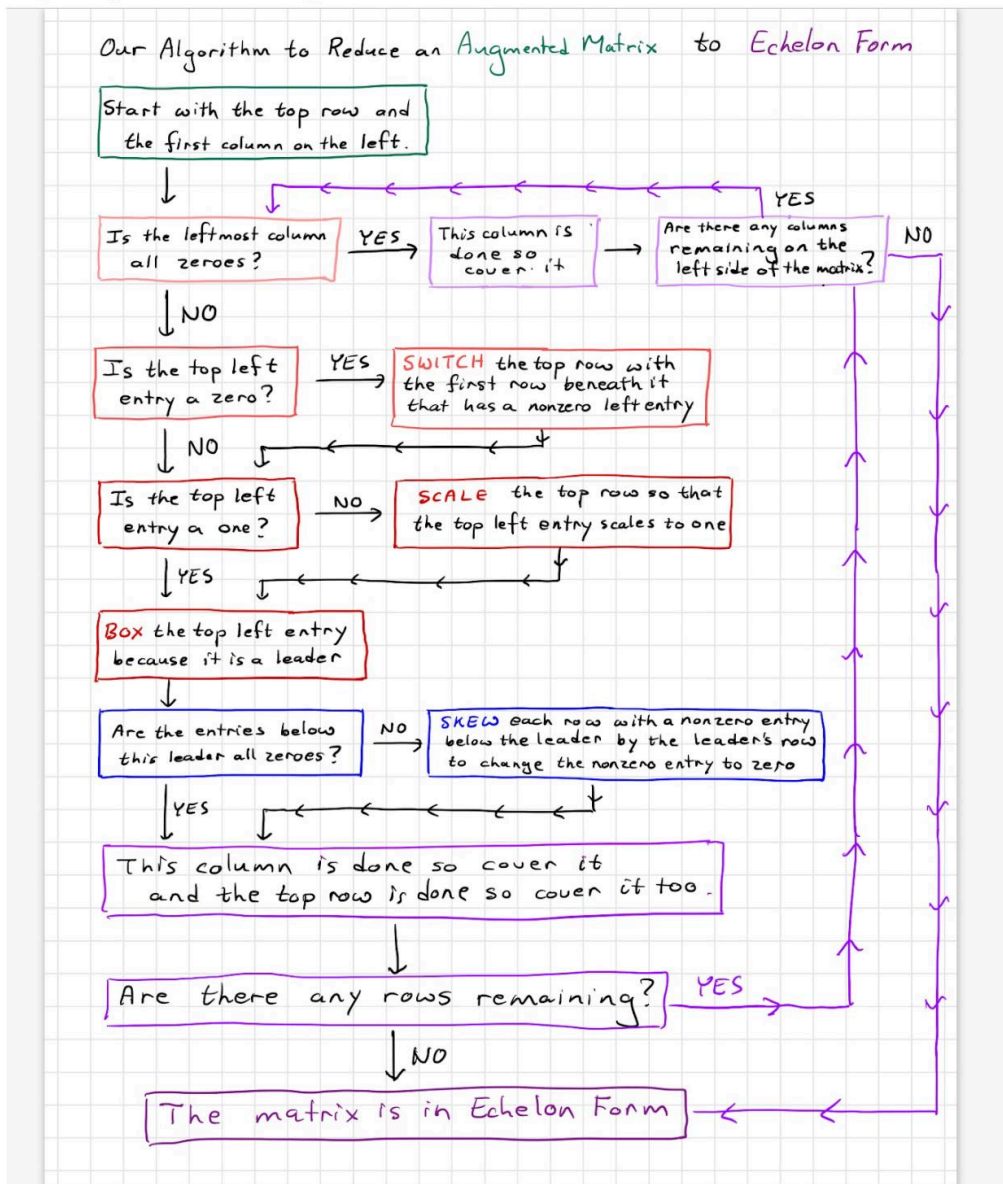 Our Algorithm to Reduce an Augmented Matrix to Echelon Form
Start with the top row and
the first column on the left.
YES
Is the leftmost column
all zeroes?
YES
This column is
done so
cover it
Are there any columns
remaining on the
left side of the matrix?
NO
NO
Is the top left
entry a zero?
YES
SWITCH the top row with
the first row beneath it
that has a nonzero left entry
NO
Is the top left
entry a one?
NO
SCALE the top row so that
the top left entry scales to one
YES
Box the top left entry
because it is a leader
Are the entries below
this leader all zeroes?
NO
SKEW each row with a nonzero entry
below the leader by the leader's row
to change the nonzero entry to zero
YES
This column is done so cover it
and the top row is done so cover it too.
Are there any rows remaining?
YES
NO
The matrix is in Echelon Form